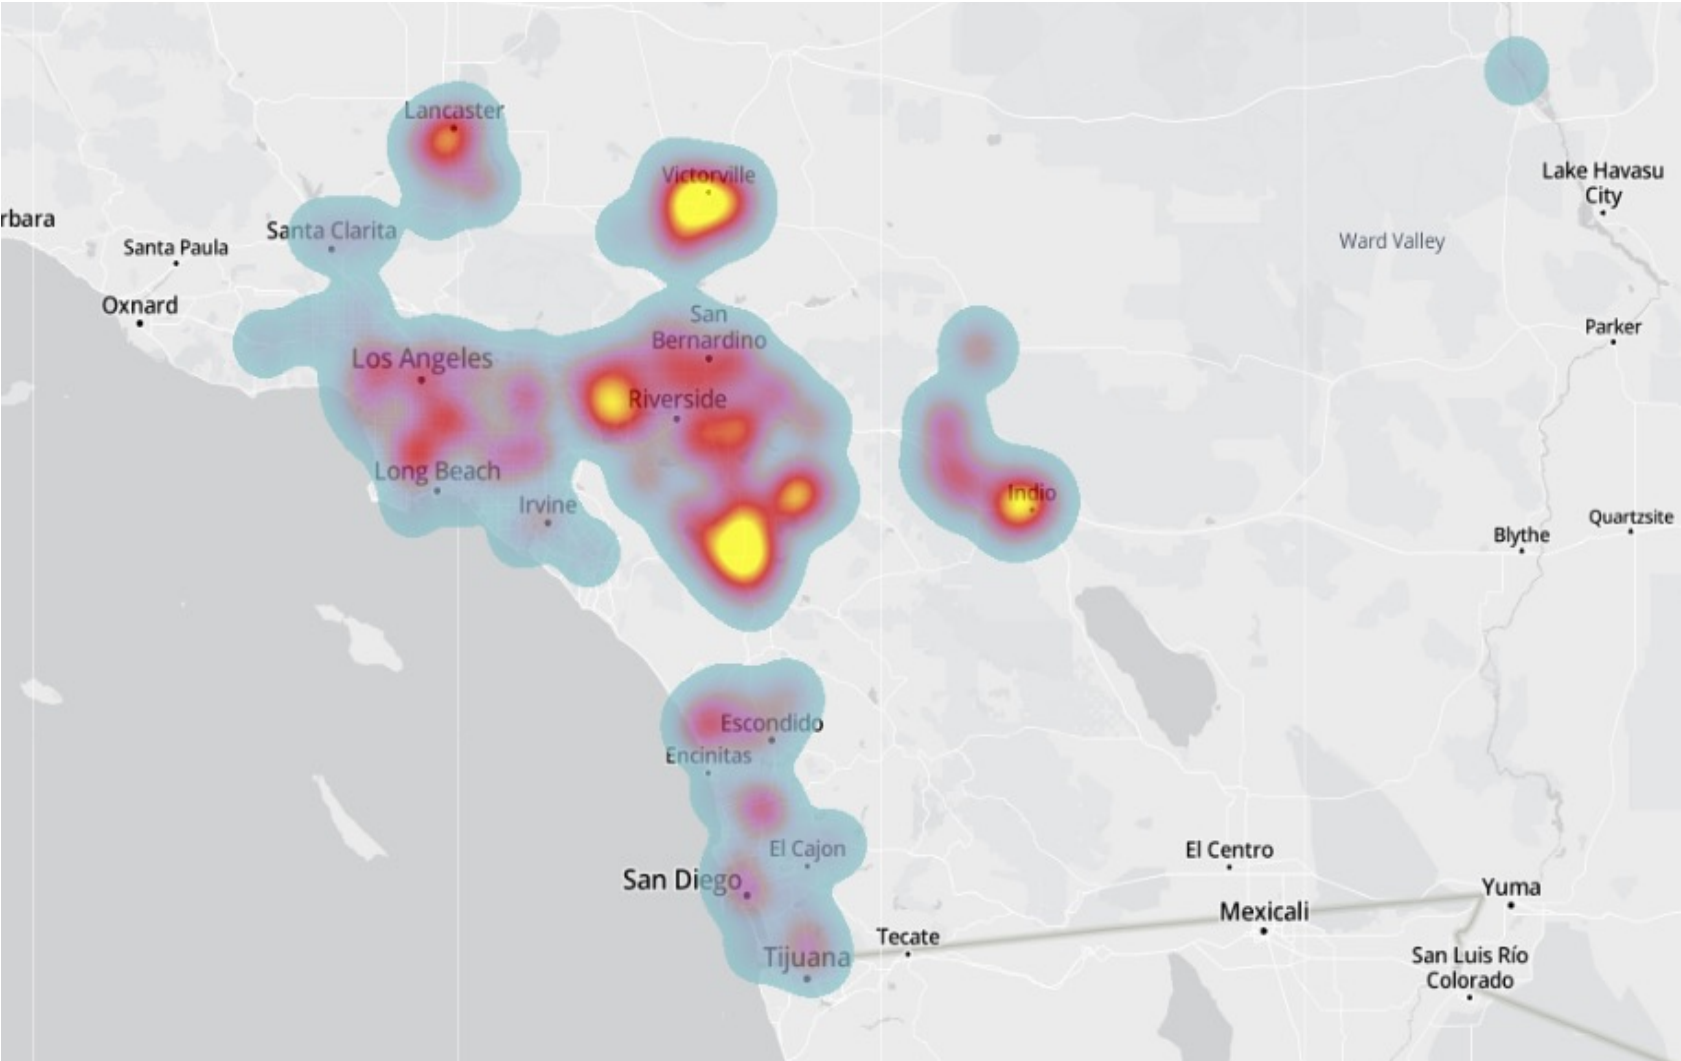 Lancaster
Victorville
Lake Havasu
City
rbara
Santa Clarita
Santa Paula
Ward Valley
Oxnard
San
Bernardino
Parker
Los Angeles
Riverside
Long Beach
Indio
Irvine
Quartzsite
Blythe
Escondido
Encinitas
El Cajon
El Centro
San Diego
Yuma
Mexicali
Tecate
Tijuana
San Luis Río
Colorado